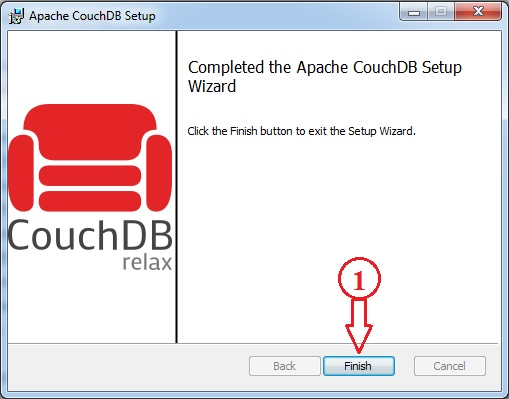 Apache CouchDB Setup
Completed the Apache CouchDB Setup
Wizard
Click the Finish button to exit the Setup Wizard.
CouchDB
relax
1
Back
Finish
Cancel